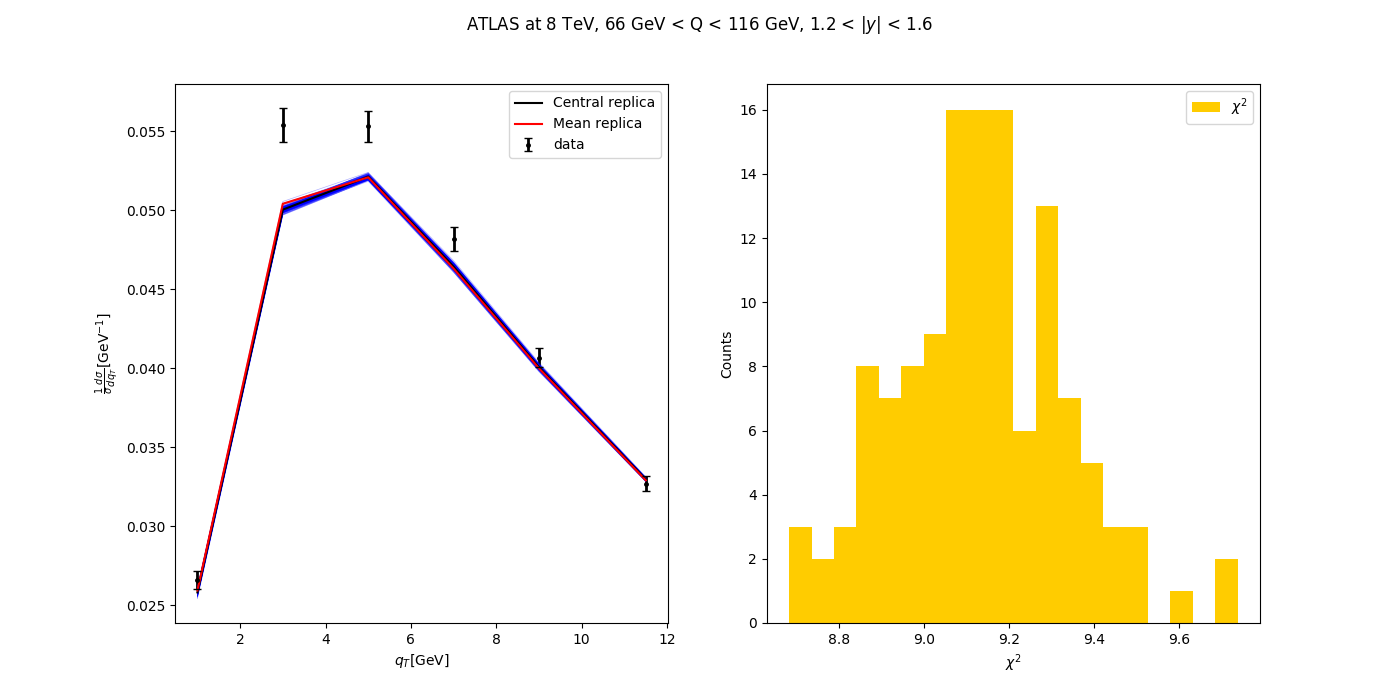 ATLAS at 8 TeV, 66 GeV < Q < 116 GeV, 1.2 < |y| < 1.6
Central replica
Mean replica
data
0.055
0.050
0.045
0.040
0.035
0.030
0.025
1/σ dσ/dq_T [GeV⁻¹]
2 4 6 8 10 12
q_T[GeV]
χ²
16
14
12
10
8
6
4
2
0
Counts
8.8 9.0 9.2 9.4 9.6
χ²